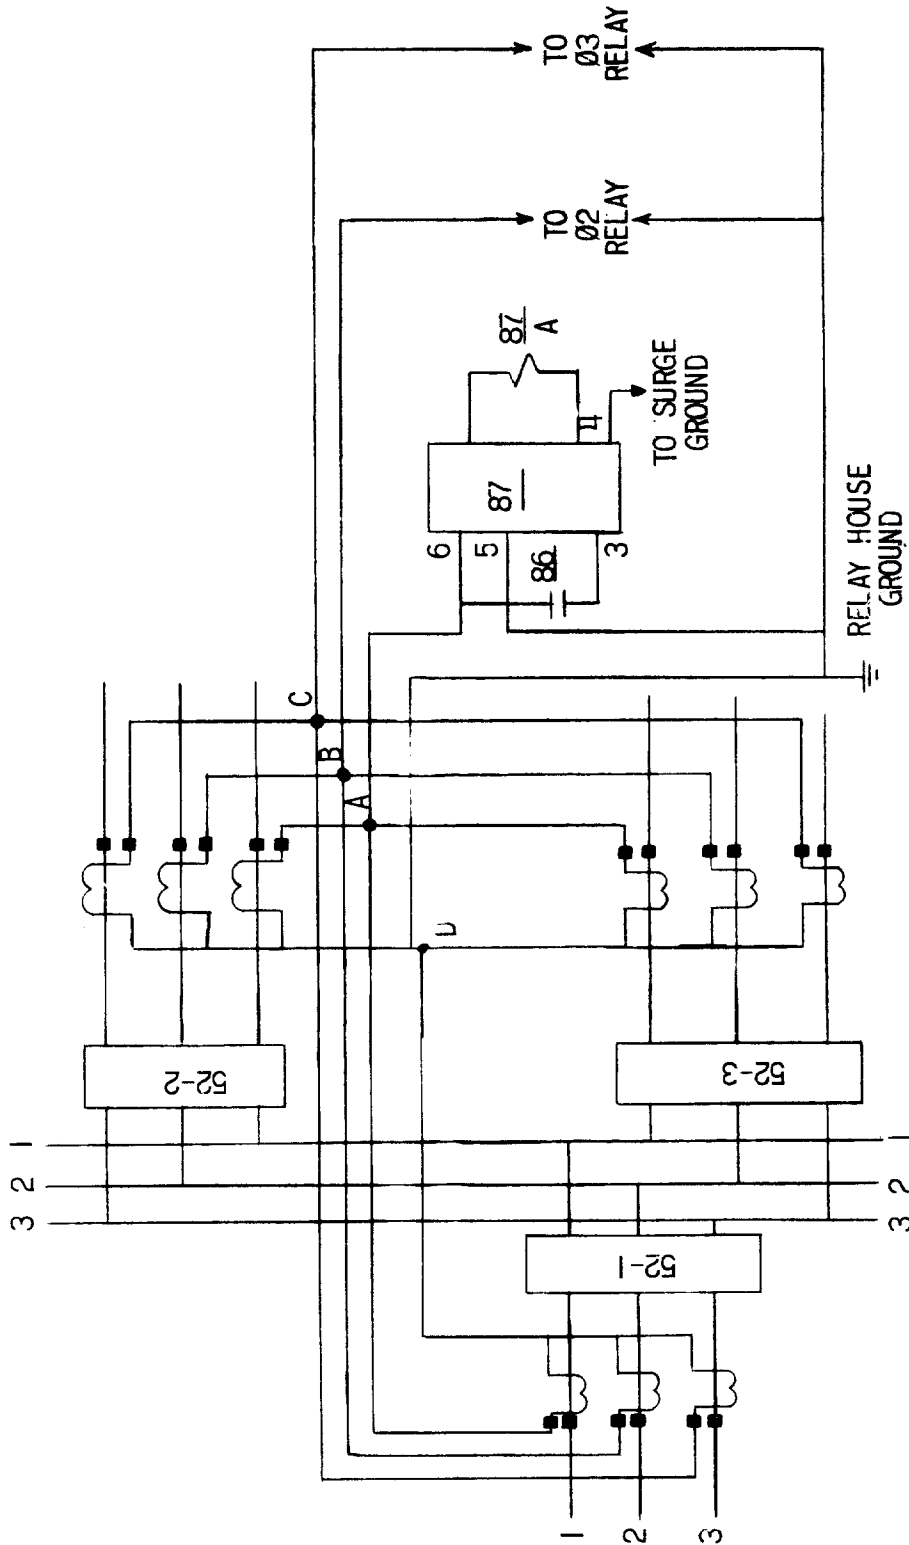 TO
Ø3
RELAY
TO
Ø2
RELAY
87
A
TO SURGE
GROUND
4
87
6
5
3
86
RELAY HOUSE
GROUND
C
B
A
D
52-2
52-3
1
2
3
1
2
3
52-1
1
2
3